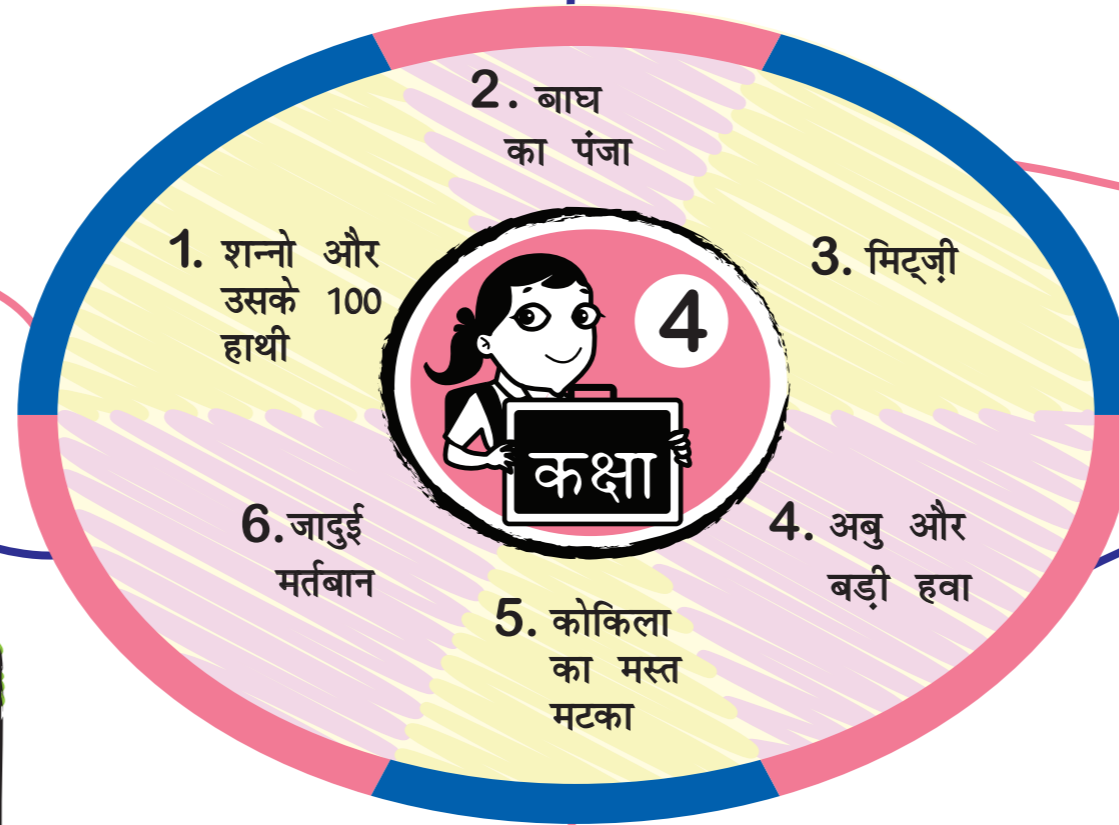 1. शन्नो और
उसके 100
हाथी
2. बाघ
का पंजा
3. मिट्ज़ी
4. अबु और
बड़ी हवा
5. कोकिला
का मस्त
मटका
6. जादुई
मर्तबान
4
कक्षा